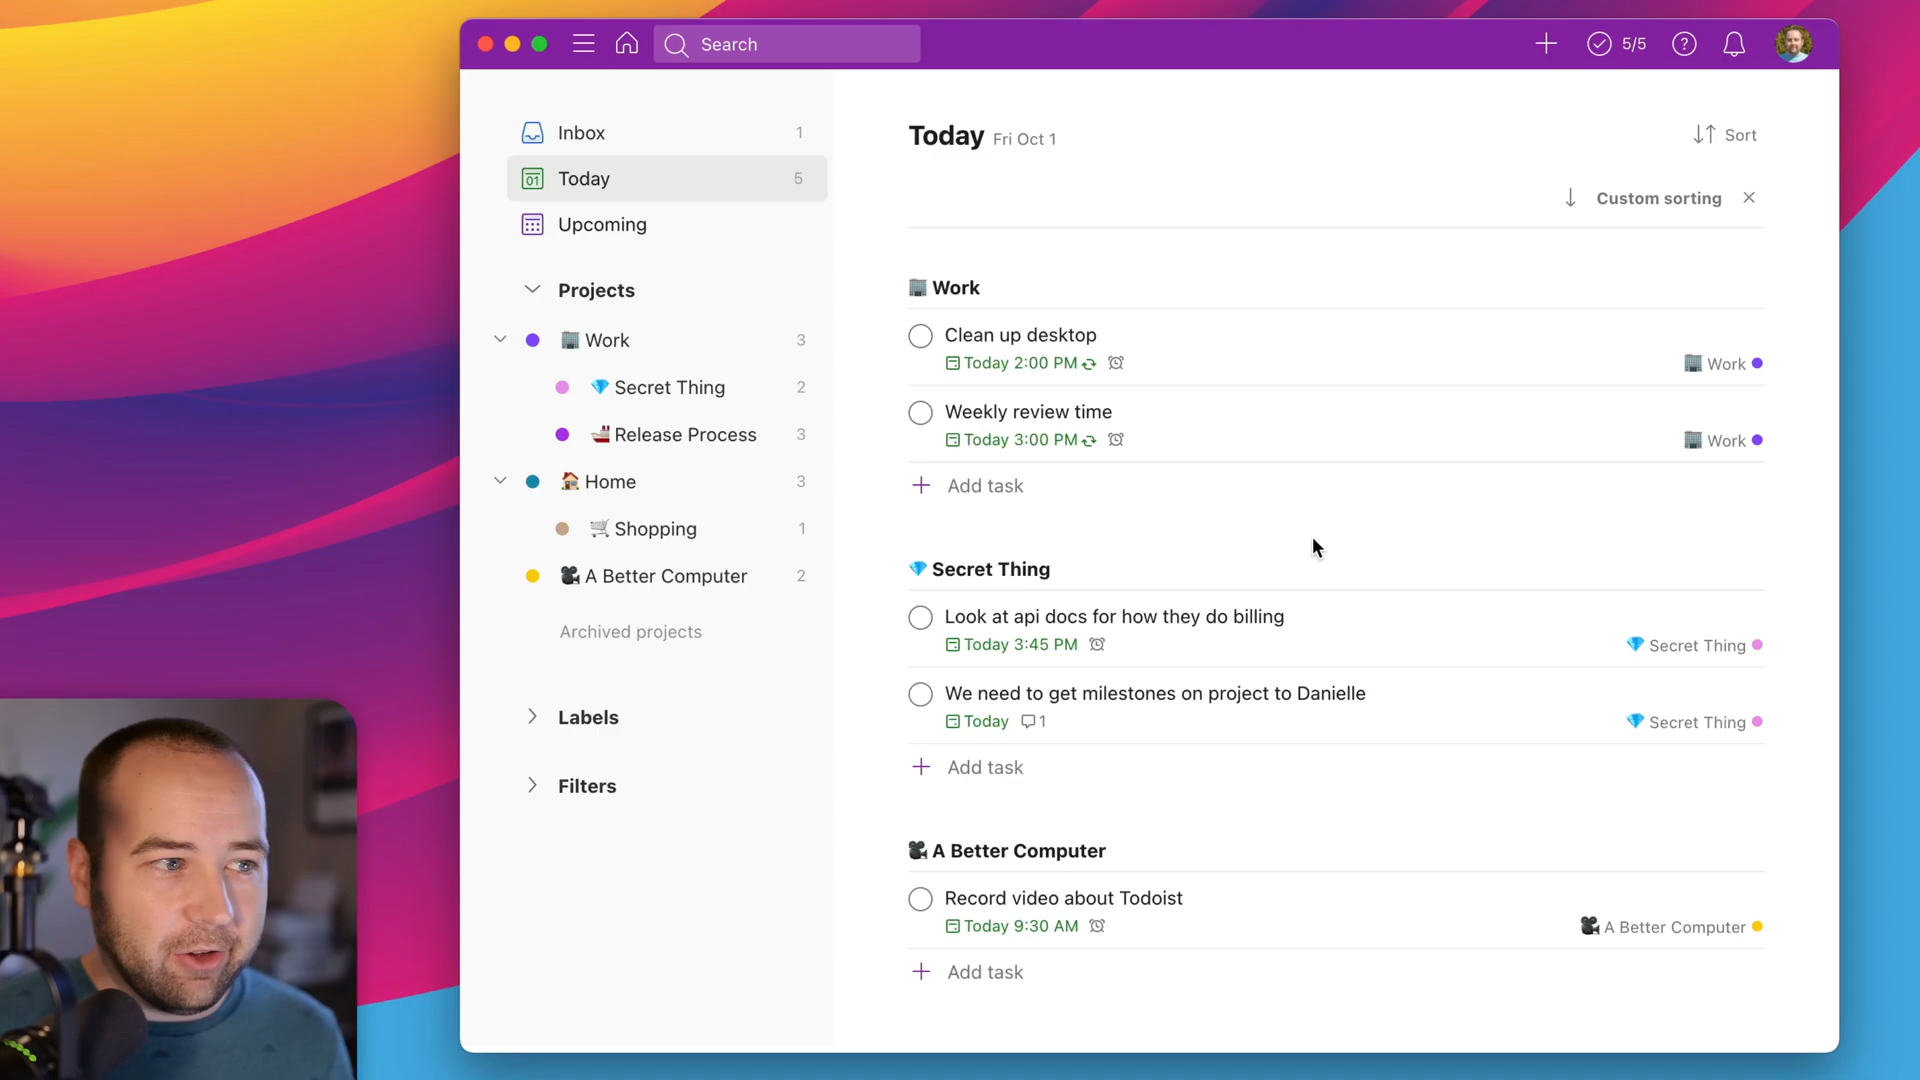 Search
5/5
Inbox 1
Today 5
Upcoming
Projects
Work 3
Secret Thing 2
Release Process 3
Home 3
Shopping 1
A Better Computer 2
Archived projects
Labels
Filters
Today Fri Oct 1
Sort
Custom sorting
Work
Clean up desktop
Today 2:00 PM
Work
Weekly review time
Today 3:00 PM
Work
Add task
Secret Thing
Look at api docs for how they do billing
Today 3:45 PM
Secret Thing
We need to get milestones on project to Danielle
Today 1
Secret Thing
Add task
A Better Computer
Record video about Todoist
Today 9:30 AM
A Better Computer
Add task